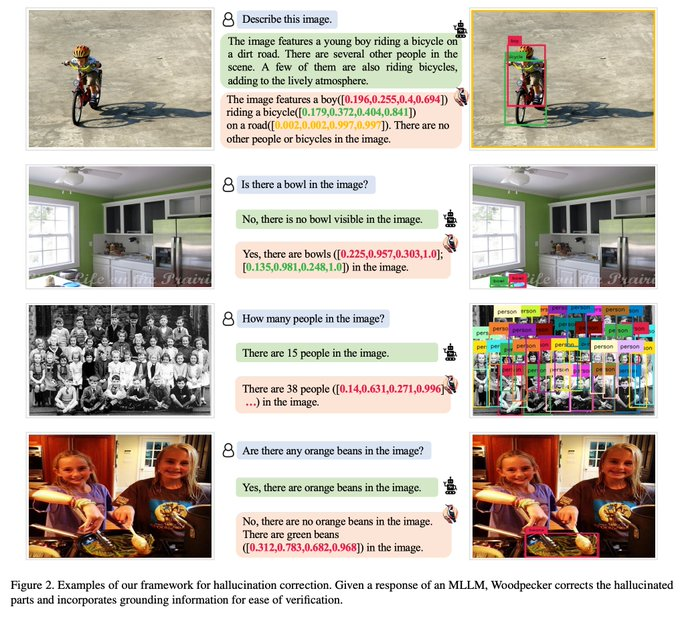 Describe this image.
The image features a young boy riding a bicycle on
a dirt road. There are several other people in the
scene. A few of them are also riding bicycles,
adding to the lively atmosphere.
The image features a boy([0.196,0.255,0.4,0.694])
riding a bicycle([0.179,0.372,0.404,0.841])
on a road([0.002,0.002,0.997,0.997]). There are no
other people or bicycles in the image.
boy
bicycle
Is there a bowl in the image?
No, there is no bowl visible in the image.
Yes, there are bowls ([0.225,0.957,0.303,1.0];
[0.135,0.981,0.248,1.0]) in the image.
Life on the Prairi
bowl
bowl
Life on the Prairi
How many people in the image?
There are 15 people in the image.
There are 38 people ([0.14,0.631,0.271,0.996]
…) in the image.
person person person person
person person person
person person
Are there any orange beans in the image?
Yes, there are orange beans in the image.
No, there are no orange beans in the image.
There are green beans
([0.312,0.783,0.682,0.968]) in the image.
Figure 2. Examples of our framework for hallucination correction. Given a response of an MLLM, Woodpecker corrects the hallucinated
parts and incorporates grounding information for ease of verification.